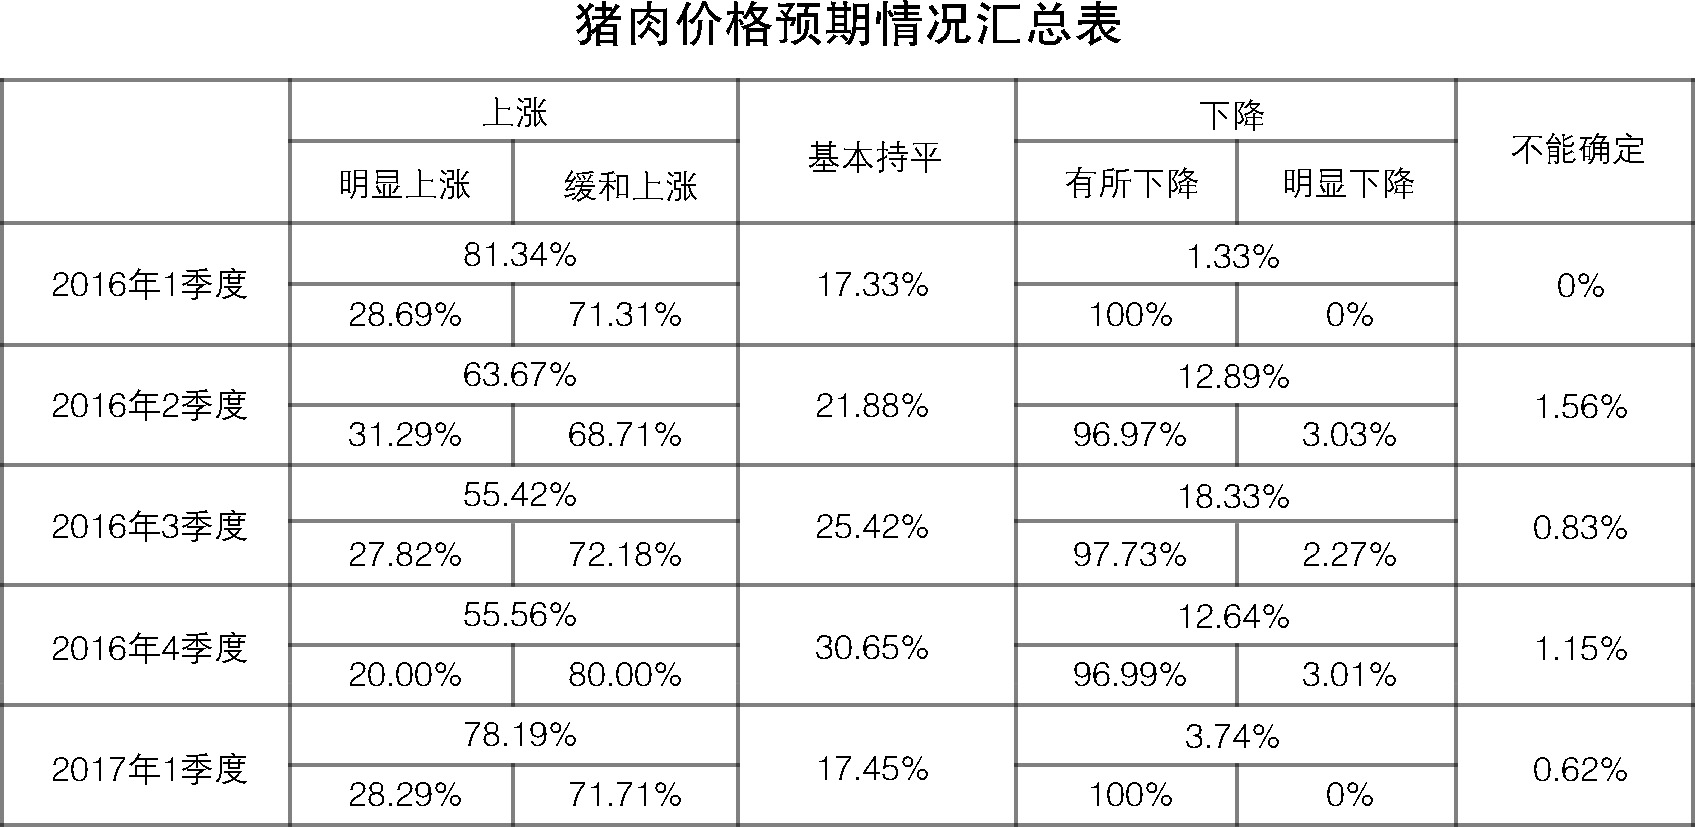 猪肉价格预期情况汇总表
上涨 基本持平 下降 不能确定
明显上涨 缓和上涨 有所下降 明显下降
2016年1季度 81.34% 17.33% 1.33% 0%
28.69% 71.31% 100% 0%
2016年2季度 63.67% 21.88% 12.89% 1.56%
31.29% 68.71% 96.97% 3.03%
2016年3季度 55.42% 25.42% 18.33% 0.83%
27.82% 72.18% 97.73% 2.27%
2016年4季度 55.56% 30.65% 12.64% 1.15%
20.00% 80.00% 96.99% 3.01%
2017年1季度 78.19% 17.45% 3.74% 0.62%
28.29% 71.71% 100% 0%